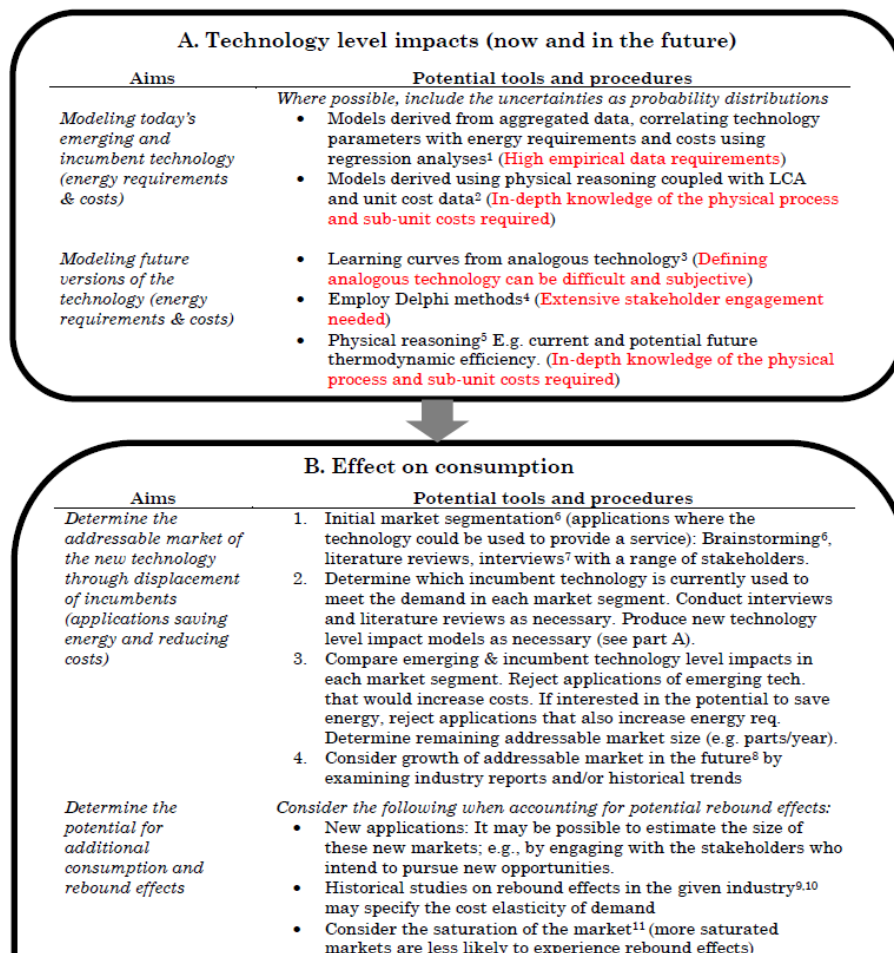 A. Technology level impacts (now and in the future)
Aims
Potential tools and procedures
Where possible, include the uncertainties as probability distributions
Modeling today's
emerging and
incumbent technology
(energy requirements
& costs)
• Models derived from aggregated data, correlating technology
parameters with energy requirements and costs using
regression analyses¹ (High empirical data requirements)
• Models derived using physical reasoning coupled with LCA
and unit cost data² (In-depth knowledge of the physical process
and sub-unit costs required)
Modeling future
versions of the
technology (energy
requirements & costs)
• Learning curves from analogous technology³ (Defining
analogous technology can be difficult and subjective)
• Employ Delphi methods⁴ (Extensive stakeholder engagement
needed)
• Physical reasoning⁵ E.g. current and potential future
thermodynamic efficiency. (In-depth knowledge of the physical
process and sub-unit costs required)
B. Effect on consumption
Aims
Potential tools and procedures
Determine the
addressable market of
the new technology
through displacement
of incumbents
(applications saving
energy and reducing
costs)
1. Initial market segmentation⁶ (applications where the
technology could be used to provide a service): Brainstorming⁶,
literature reviews, interviews⁷ with a range of stakeholders.
2. Determine which incumbent technology is currently used to
meet the demand in each market segment. Conduct interviews
and literature reviews as necessary. Produce new technology
level impact models as necessary (see part A).
3. Compare emerging & incumbent technology level impacts in
each market segment. Reject applications of emerging tech.
that would increase costs. If interested in the potential to save
energy, reject applications that also increase energy req.
Determine remaining addressable market size (e.g. parts/year).
4. Consider growth of addressable market in the future⁸ by
examining industry reports and/or historical trends
Determine the
potential for
additional
consumption and
rebound effects
Consider the following when accounting for potential rebound effects:
• New applications: It may be possible to estimate the size of
these new markets; e.g., by engaging with the stakeholders who
intend to pursue new opportunities.
• Historical studies on rebound effects in the given industry⁹,¹⁰
may specify the cost elasticity of demand
• Consider the saturation of the market¹¹ (more saturated
markets are less likely to experience rebound effects)